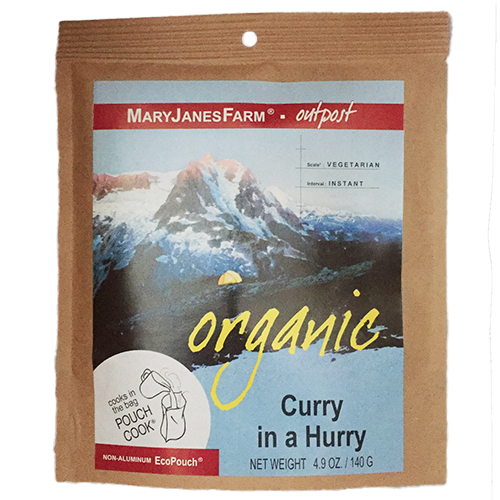 MARYJANESFARM® - outpost
Scale: VEGETARIAN
Interval: INSTANT
organic
cooks in
the bag
POUCH
COOK®
Curry
in a Hurry
NET WEIGHT 4.9 OZ. / 140 G
NON-ALUMINUM EcoPouch®